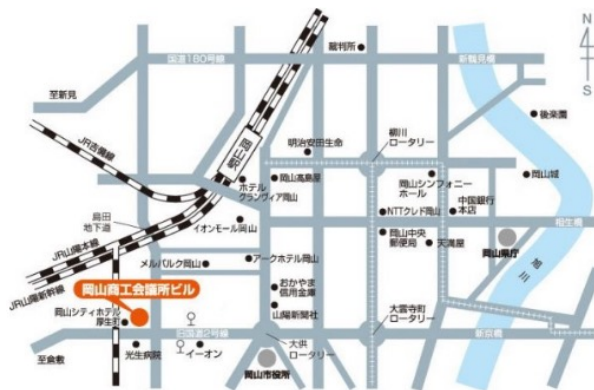 N
S
裁判所
国道180号線
新鶴見橋
至新見
JR吉備線
岡山駅
明治安田生命
柳川
ロータリー
後楽園
ホテル
グランヴィア岡山
岡山高島屋
岡山シンフォニー
ホール
岡山城
中国銀行
本店
島田
地下道
イオンモール岡山
NTTクレド岡山
相生橋
JR山陽本線
岡山中央
郵便局
天満屋
岡山県庁
旭川
メルパルク岡山
アークホテル岡山
JR山陽新幹線
岡山商工会議所ビル
おかやま
信用金庫
岡山シティホテル
厚生町
山陽新聞社
大雲寺町
ロータリー
旧国道2号線
新京橋
至倉敷
光生病院
イーオン
大供
ロータリー
岡山市役所